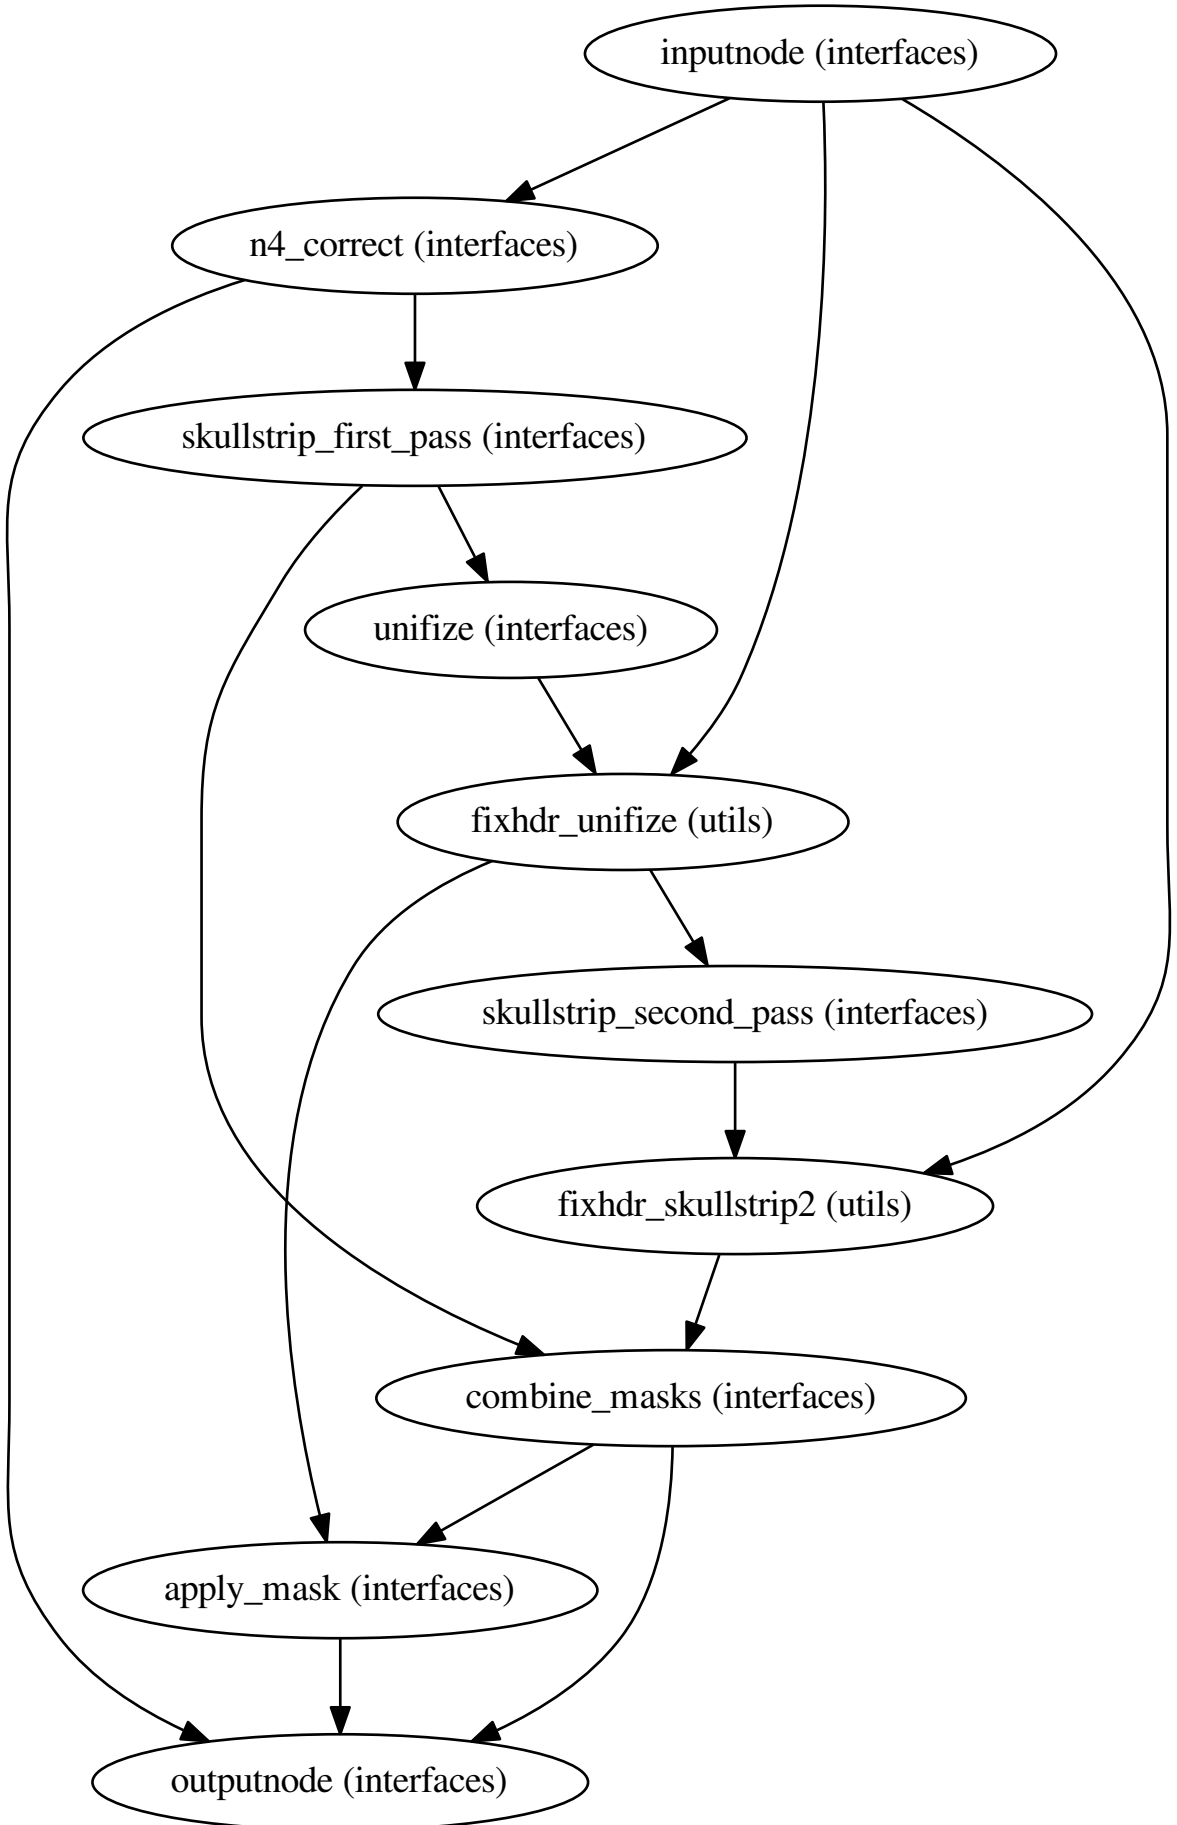 inputnode (interfaces)
n4_correct (interfaces)
skullstrip_first_pass (interfaces)
unifize (interfaces)
fixhdr_unifize (utils)
skullstrip_second_pass (interfaces)
fixhdr_skullstrip2 (utils)
combine_masks (interfaces)
apply_mask (interfaces)
outputnode (interfaces)